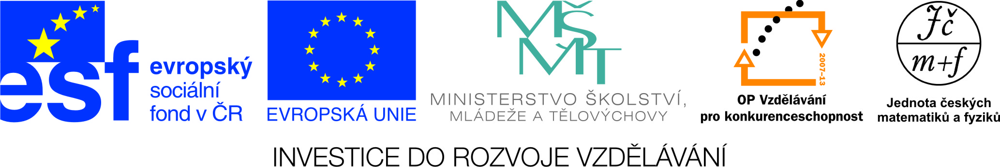 esf
evropský
sociální
fond v ČR
EVROPSKÁ UNIE
MŠMT
MINISTERSTVO ŠKOLSTVÍ,
MLÁDEŽE A TĚLOVÝCHOVY
2007-13
OP Vzdělávání
pro konkurenceschopnost
Jč
m+f
Jednota českých
matematiků a fyziků
INVESTICE DO ROZVOJE VZDĚLÁVÁNÍ